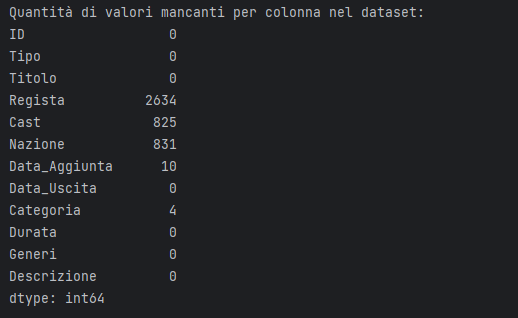 Quantità di valori mancanti per colonna nel dataset:
ID 0
Tipo 0
Titolo 0
Regista 2634
Cast 825
Nazione 831
Data_Aggiunta 10
Data_Uscita 0
Categoria 4
Durata 0
Generi 0
Descrizione 0
dtype: int64